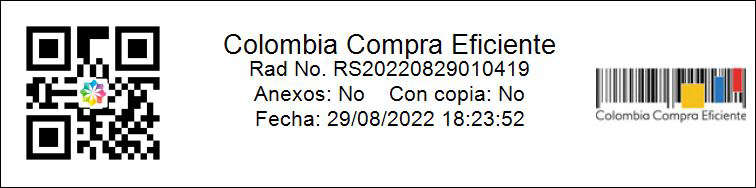 Colombia Compra Eficiente
Rad No. RS20220829010419
Anexos: No    Con copia: No
Fecha: 29/08/2022 18:23:52
Colombia Compra Eficiente